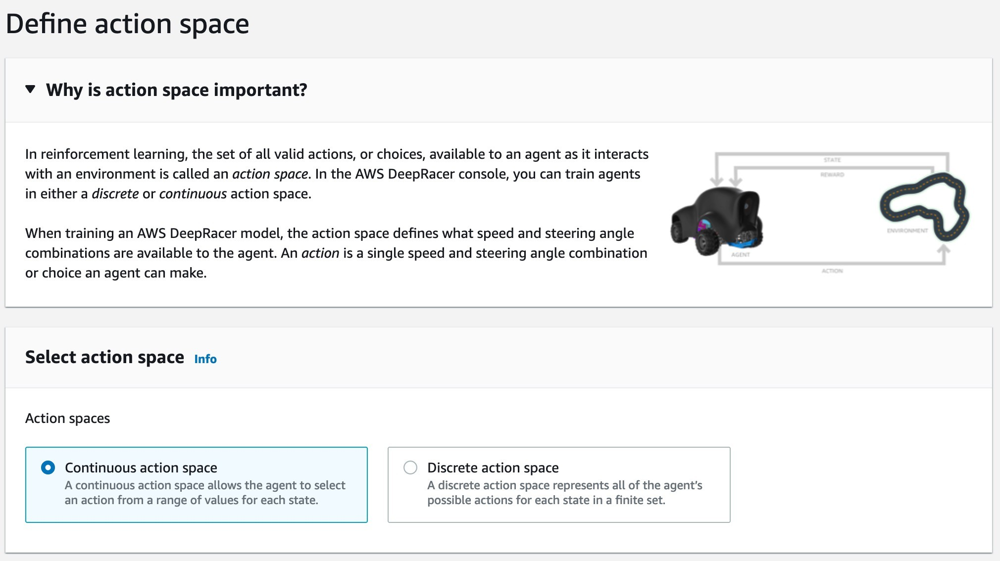 Define action space
Why is action space important?
In reinforcement learning, the set of all valid actions, or choices, available to an agent as it interacts
with an environment is called an action space. In the AWS DeepRacer console, you can train agents
in either a discrete or continuous action space.
When training an AWS DeepRacer model, the action space defines what speed and steering angle
combinations are available to the agent. An action is a single speed and steering angle combination
or choice an agent can make.
STATE
REWARD
ENVIRONMENT
AGENT
ACTION
Select action space Info
Action spaces
Continuous action space
A continuous action space allows the agent to select
an action from a range of values for each state.
Discrete action space
A discrete action space represents all of the agent’s
possible actions for each state in a finite set.